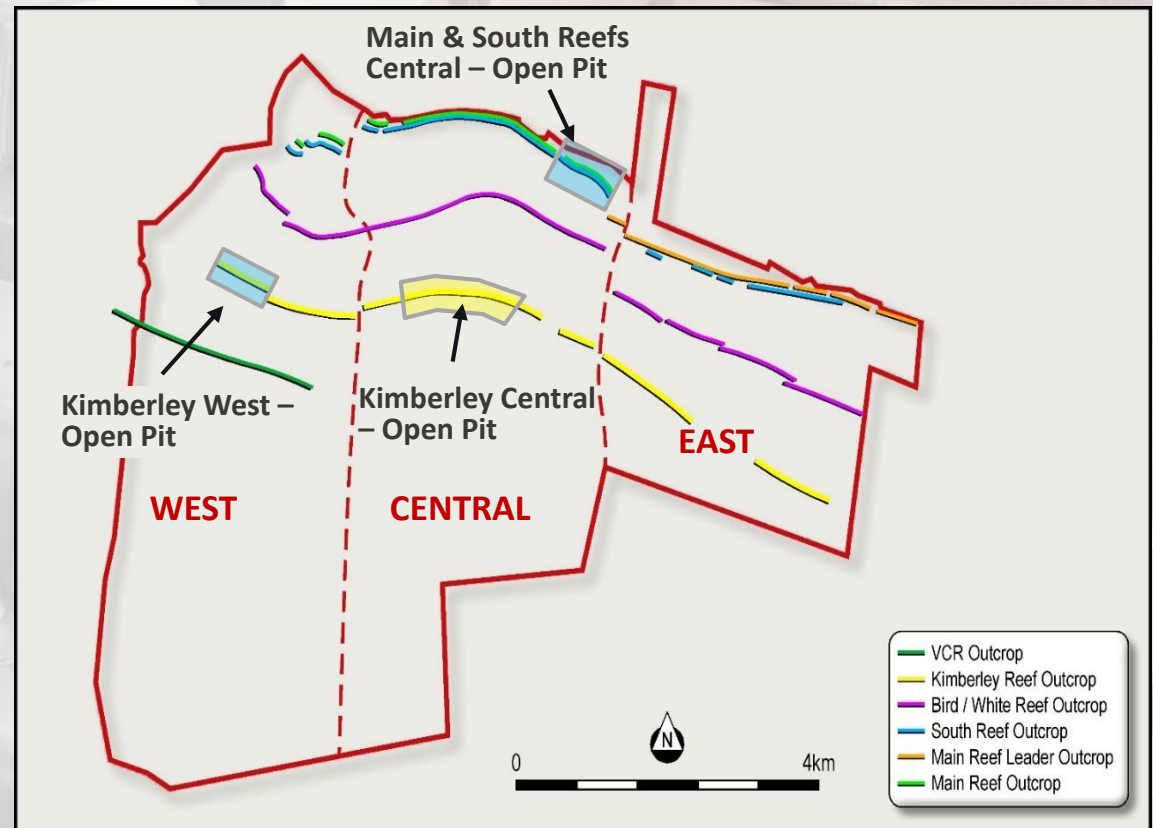 Main & South Reefs
Central – Open Pit
Kimberley West –
Open Pit
Kimberley Central
– Open Pit
EAST
WEST
CENTRAL
N
0
4km
VCR Outcrop
Kimberley Reef Outcrop
Bird / White Reef Outcrop
South Reef Outcrop
Main Reef Leader Outcrop
Main Reef Outcrop